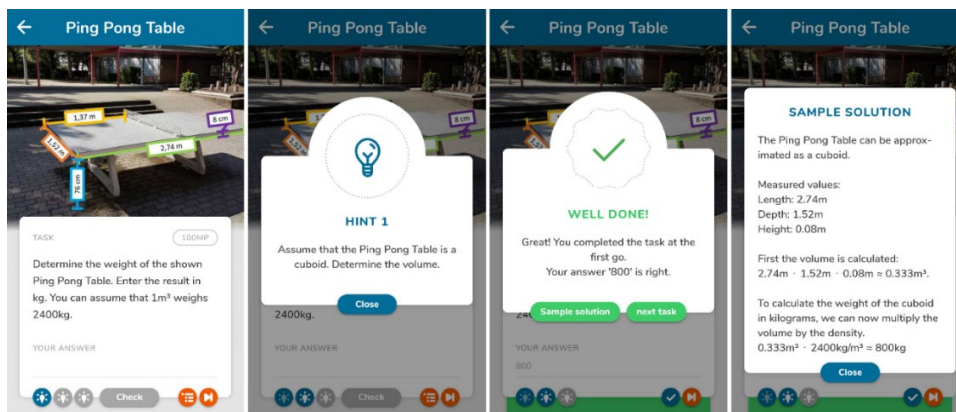 Ping Pong Table
1,37 m
8 cm
1,52 m
2,74 m
76 cm
TASK
100MP
Determine the weight of the shown
Ping Pong Table. Enter the result in
kg. You can assume that 1m³ weighs
2400kg.
YOUR ANSWER
Check
Ping Pong Table
8 cm
HINT 1
Assume that the Ping Pong Table is a
cuboid. Determine the volume.
Close
2400kg.
YOUR ANSWER
Check
Ping Pong Table
8 cm
WELL DONE!
Great! You completed the task at the
first go.
Your answer '800' is right.
Sample solution
next task
YOUR ANSWER
800
Ping Pong Table
SAMPLE SOLUTION
The Ping Pong Table can be approx-
imated as a cuboid.
Measured values:
Length: 2.74m
Depth: 1.52m
Height: 0.08m
First the volume is calculated:
2.74m · 1.52m · 0.08m ≈ 0.333m³.
To calculate the weight of the cuboid
in kilograms, we can now multiply the
volume by the density.
0.333m³ · 2400kg/m³ ≈ 800kg
Close